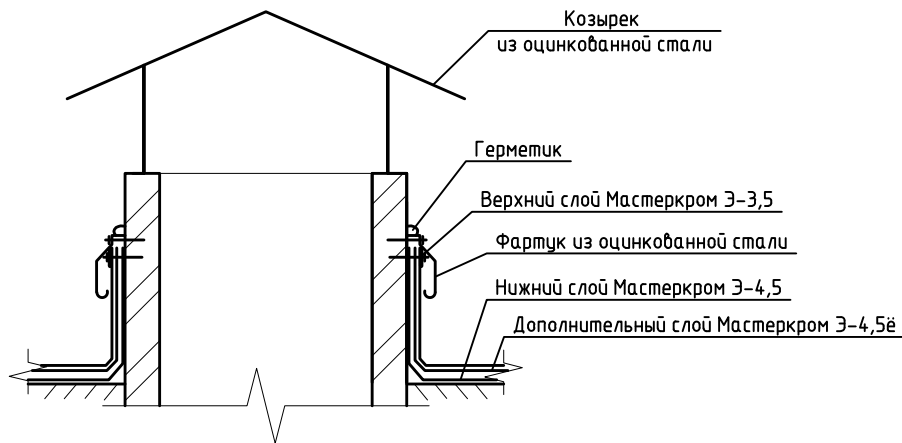 Козырек
из оцинкованной стали
Герметик
Верхний слой Мастеркром Э-3,5
Фартук из оцинкованной стали
Нижний слой Мастеркром Э-4,5
Дополнительный слой Мастеркром Э-4,5ё